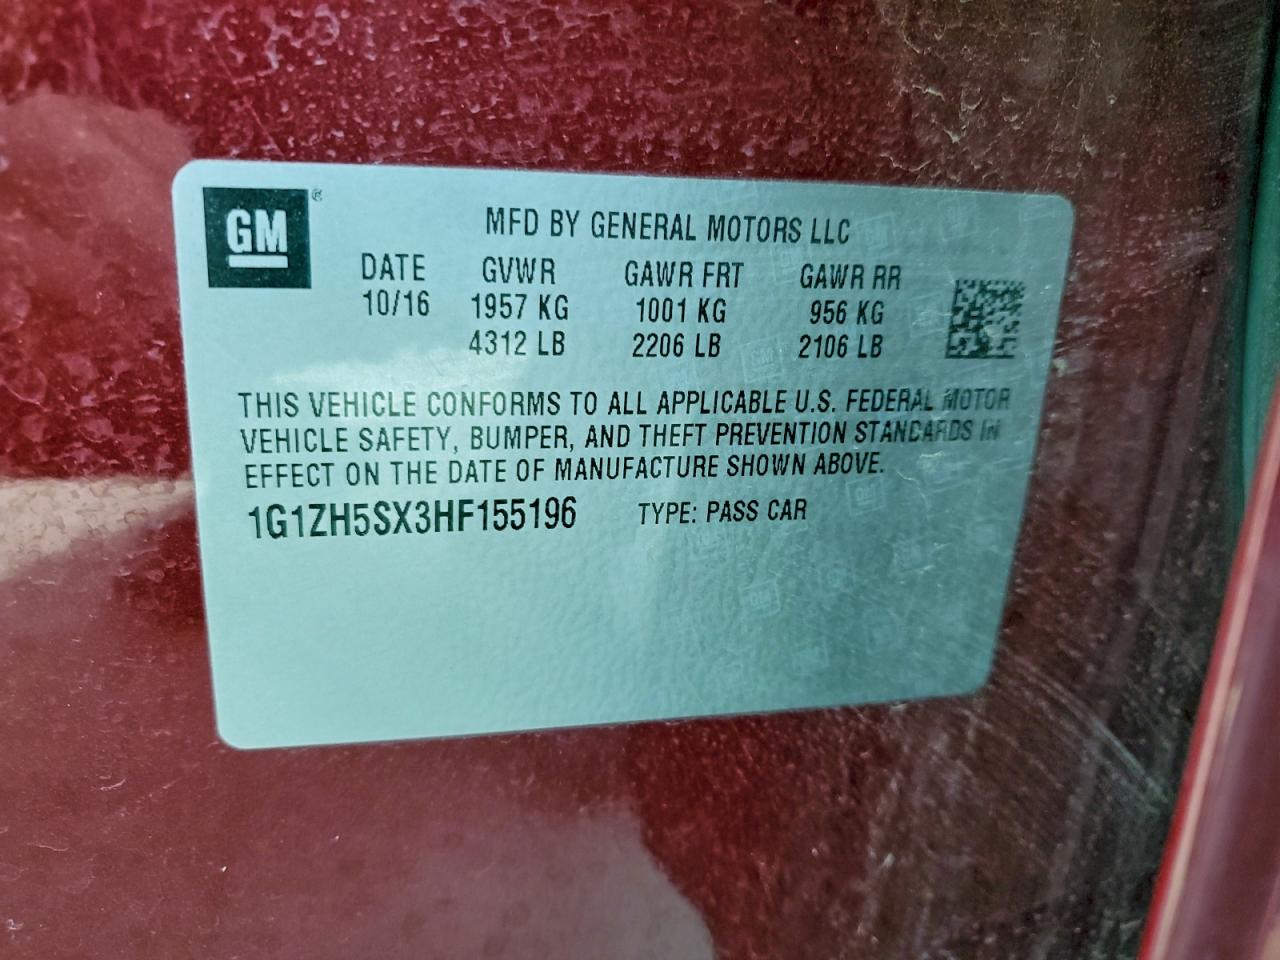 GM ®
MFD BY GENERAL MOTORS LLC
DATE GVWR GAWR FRT GAWR RR
10/16 1957 KG 1001 KG 956 KG
4312 LB 2206 LB 2106 LB
THIS VEHICLE CONFORMS TO ALL APPLICABLE U.S. FEDERAL MOTOR
VEHICLE SAFETY, BUMPER, AND THEFT PREVENTION STANDARDS IN
EFFECT ON THE DATE OF MANUFACTURE SHOWN ABOVE.
1G1ZH5SX3HF155196 TYPE: PASS CAR